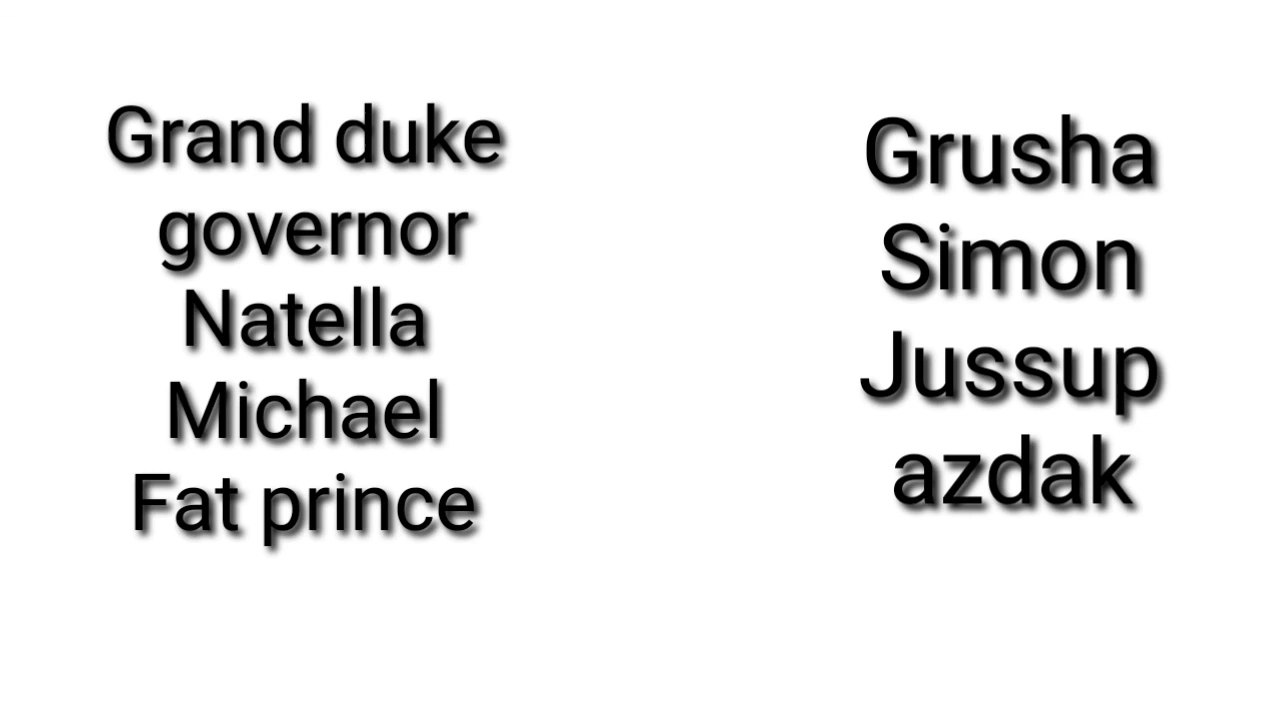 Grand duke
governor
Natella
Michael
Fat prince
Grusha
Simon
Jussup
azdak